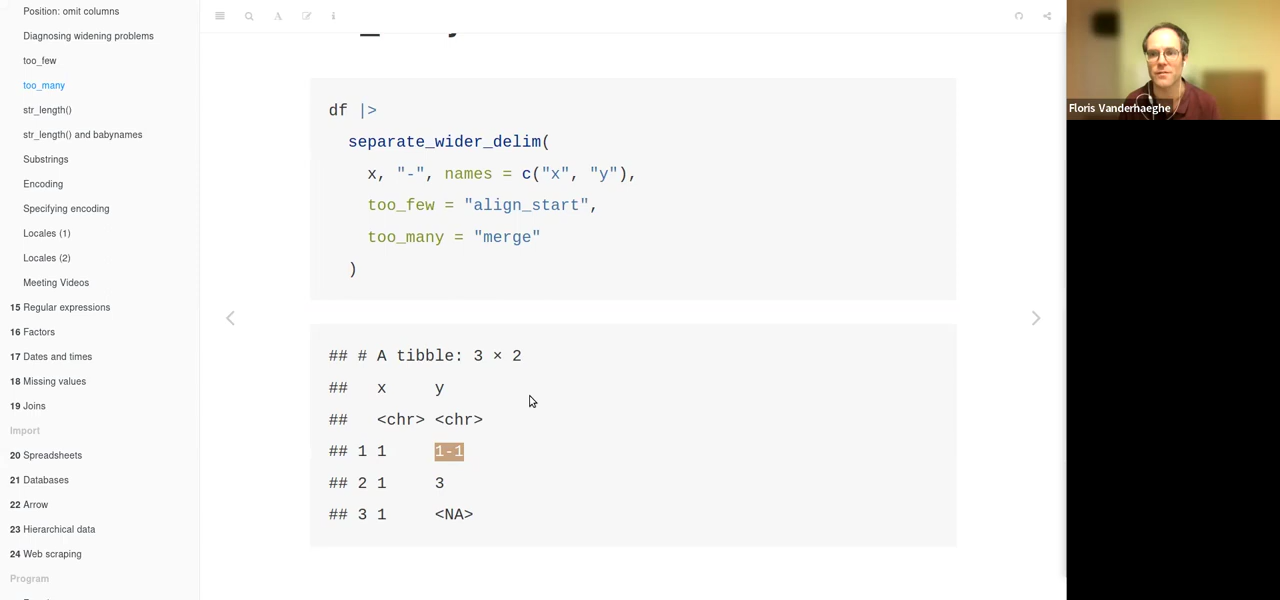 Position: omit columns
Diagnosing widening problems
too_few
too_many
str_length()
str_length() and babynames
Substrings
Encoding
Specifying encoding
Locales (1)
Locales (2)
Meeting Videos
15 Regular expressions
16 Factors
17 Dates and times
18 Missing values
19 Joins
Import
20 Spreadsheets
21 Databases
22 Arrow
23 Hierarchical data
24 Web scraping
Program
df |>
separate_wider_delim(
x, "-", names = c("x", "y"),
too_few = "align_start",
too_many = "merge"
)
## # A tibble: 3 × 2
##   x     y
##   <chr> <chr>
## 1 1     1-1
## 2 1     3
## 3 1     <NA>
Floris Vanderhaeghe